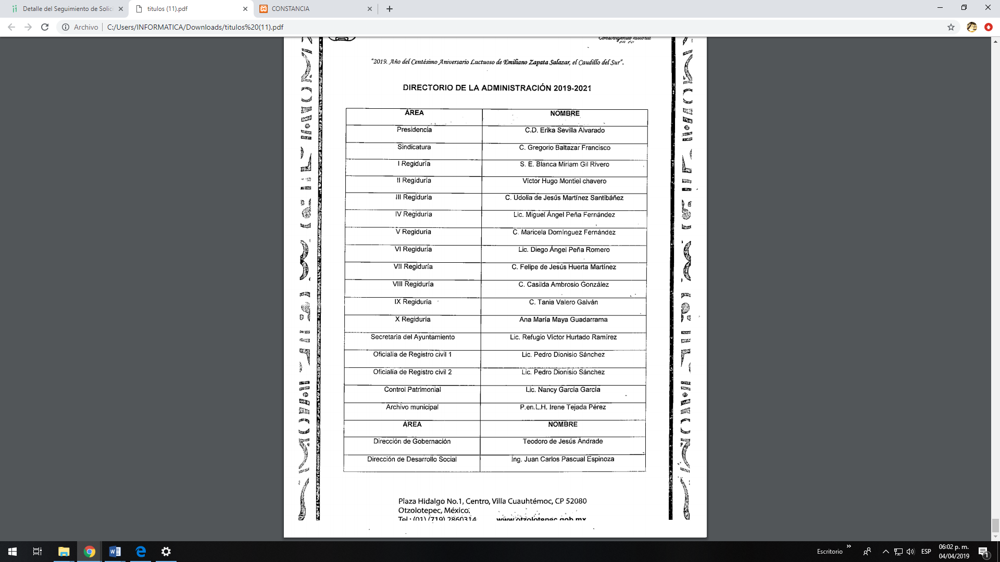 Detalle del Seguimiento de Solici
titulos (11).pdf
CONSTANCIA
Archivo
C:/Users/INFORMATICA/Downloads/titulos%20(11).pdf
Construyendo historia
"2019. Año del Centésimo Aniversario Luctuoso de Emiliano Zapata Salazar, el Caudillo del Sur".
DIRECTORIO DE LA ADMINISTRACIÓN 2019-2021
ÁREA NOMBRE
Presidencia C.D. Erika Sevilla Alvarado
Sindicatura C. Gregorio Baltazar Francisco
I Regiduría S. E. Blanca Miriam Gil Rivero
II Regiduría Víctor Hugo Montiel chavero
III Regiduría C. Udolia de Jesús Martínez Santibáñez
IV Regiduría Lic. Miguel Ángel Peña Fernández
V Regiduría C. Maricela Domínguez Fernández
VI Regiduría Lic. Diego Ángel Peña Romero
VII Regiduría C. Felipe de Jesús Huerta Martínez
VIII Regiduría C. Casilda Ambrosio González
IX Regiduría C. Tania Valero Galván
X Regiduría Ana María Maya Guadarrama
Secretaria del Ayuntamiento Lic. Refugio Víctor Hurtado Ramírez
Oficialía de Registro civil 1 Lic. Pedro Dionisio Sánchez
Oficialía de Registro civil 2 Lic. Pedro Dionisio Sánchez
Control Patrimonial Lic. Nancy García García
Archivo municipal P.en.L.H. Irene Tejada Pérez
ÁREA NOMBRE
Dirección de Gobernación Teodoro de Jesús Andrade
Dirección de Desarrollo Social Ing. Juan Carlos Pascual Espinoza
Plaza Hidalgo No.1, Centro, Villa Cuauhtémoc, CP 52080
Otzolotepec, México.
Tel.: (01) (719) 2860314 www.otzolotepec.gob.mx
Escritorio
ESP
06:02 p. m.
04/04/2019
1